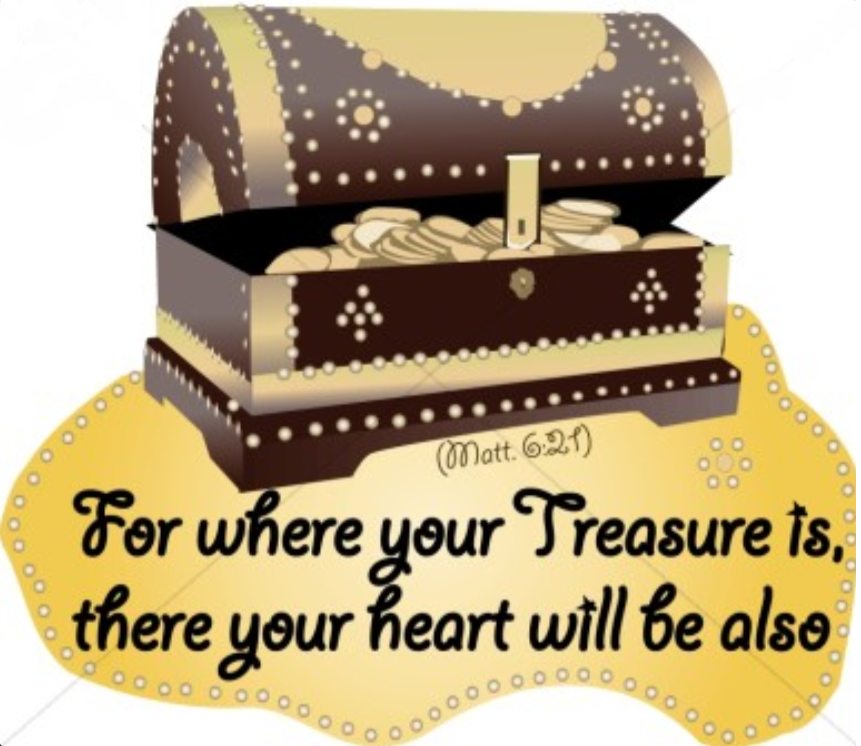 (Matt. 6:21)
For where your Treasure is,
there your heart will be also